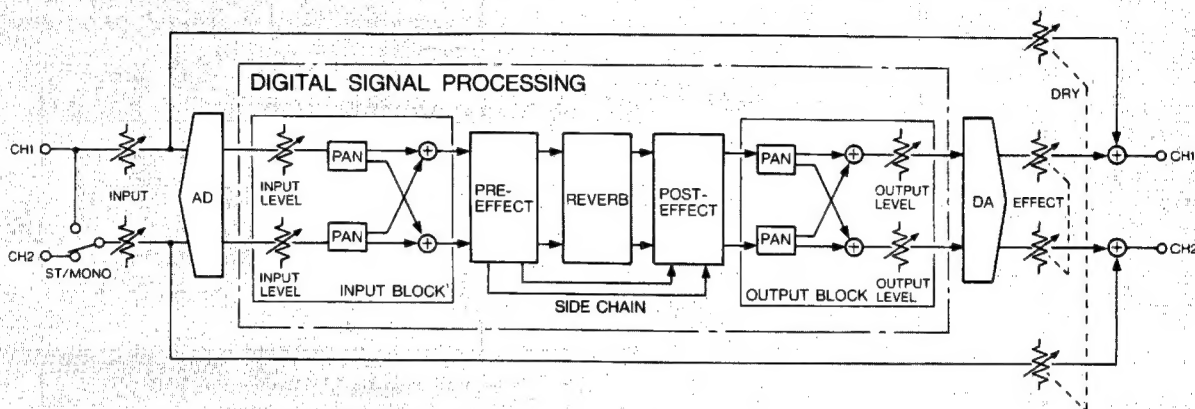 DIGITAL SIGNAL PROCESSING
DRY
CH1
INPUT
AD
INPUT
LEVEL
PAN
PRE-
EFFECT
REVERB
POST-
EFFECT
PAN
OUTPUT
LEVEL
DA
EFFECT
CH1
CH2
ST/MONO
INPUT
LEVEL
PAN
INPUT BLOCK
SIDE CHAIN
PAN
OUTPUT BLOCK
OUTPUT
LEVEL
CH2